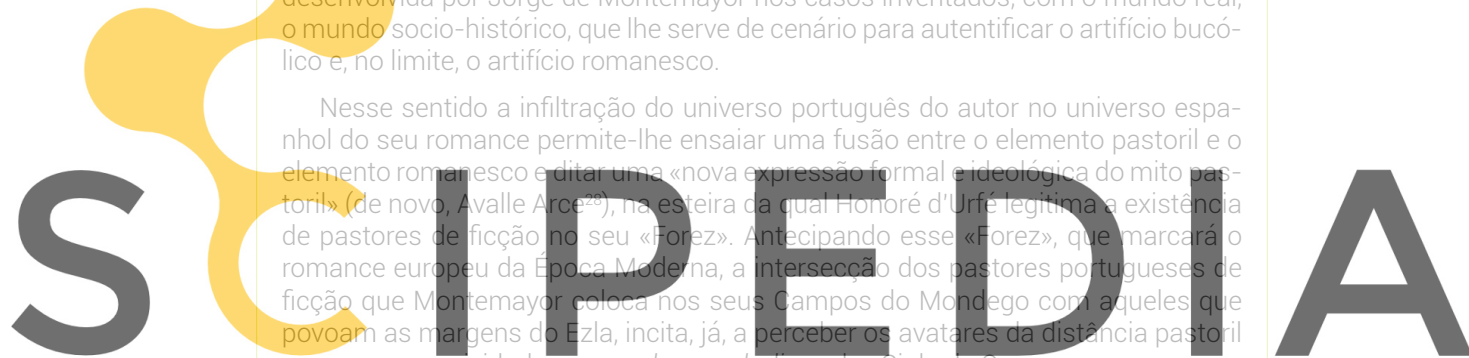 desenvolvida por Jorge de Montemayor nos casos inventados, com o mundo real,
o mundo socio-histórico, que lhe serve de cenário para autentificar o artifício bucó-
lico e, no limite, o artifício romanesco.
Nesse sentido a infiltração do universo português do autor no universo espa-
nhol do seu romance permite-lhe ensaiar uma fusão entre o elemento pastoril e o
elemento romanesco e ditar uma «nova expressão formal e ideológica do mito pas-
toril» (de novo, Avalle Arce²⁸), na esteira da qual Honoré d'Urfé legitima a existência
de pastores de ficção no seu «Forez». Antecipando esse «Forez», que marcará o
romance europeu da Época Moderna, a intersecção dos pastores portugueses de
ficção que Montemayor coloca nos seus Campos do Mondego com aqueles que
povoam as margens do Ezla, incita, já, a perceber os avatares da distância pastoril
SCIPEDIA